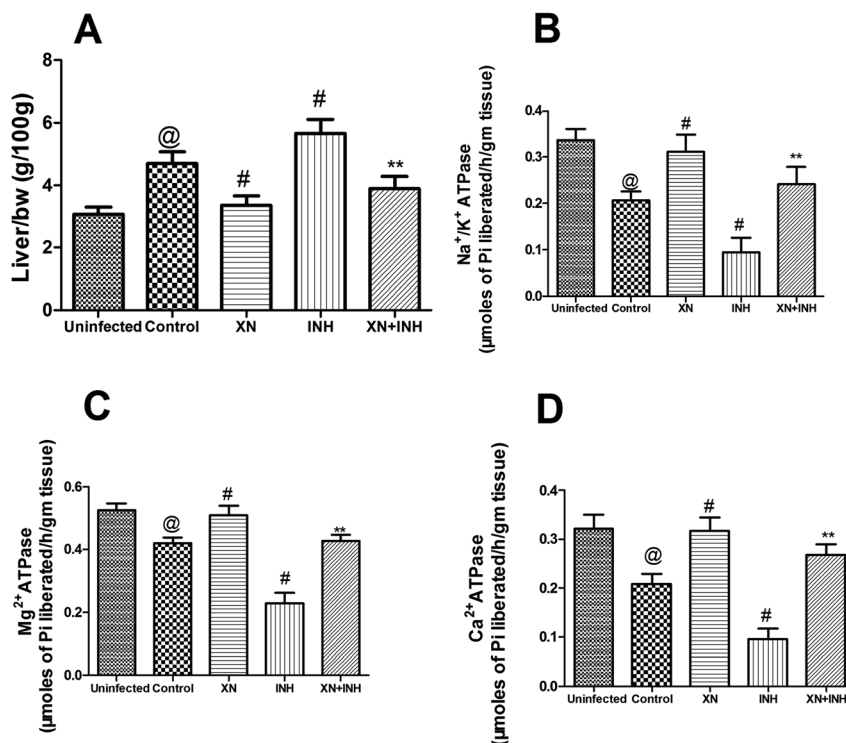 A
Liver/bw (g/100g)
8
6
4
2
0
@
#
#
**
Uninfected Control XN INH XN+INH
B
Na⁺/K⁺ ATPase
(µmoles of Pi liberated/h/gm tissue)
0.4
0.3
0.2
0.1
0.0
@
#
#
**
Uninfected Control XN INH XN+INH
C
Mg²⁺ATPase
(µmoles of Pi liberated/h/gm tissue)
0.6
0.4
0.2
0.0
@
#
#
**
Uninfected Control XN INH XN+INH
D
Ca²⁺ATPase
(µmoles of Pi liberated/h/gm tissue)
0.4
0.3
0.2
0.1
0.0
@
#
#
**
Uninfected Control XN INH XN+INH